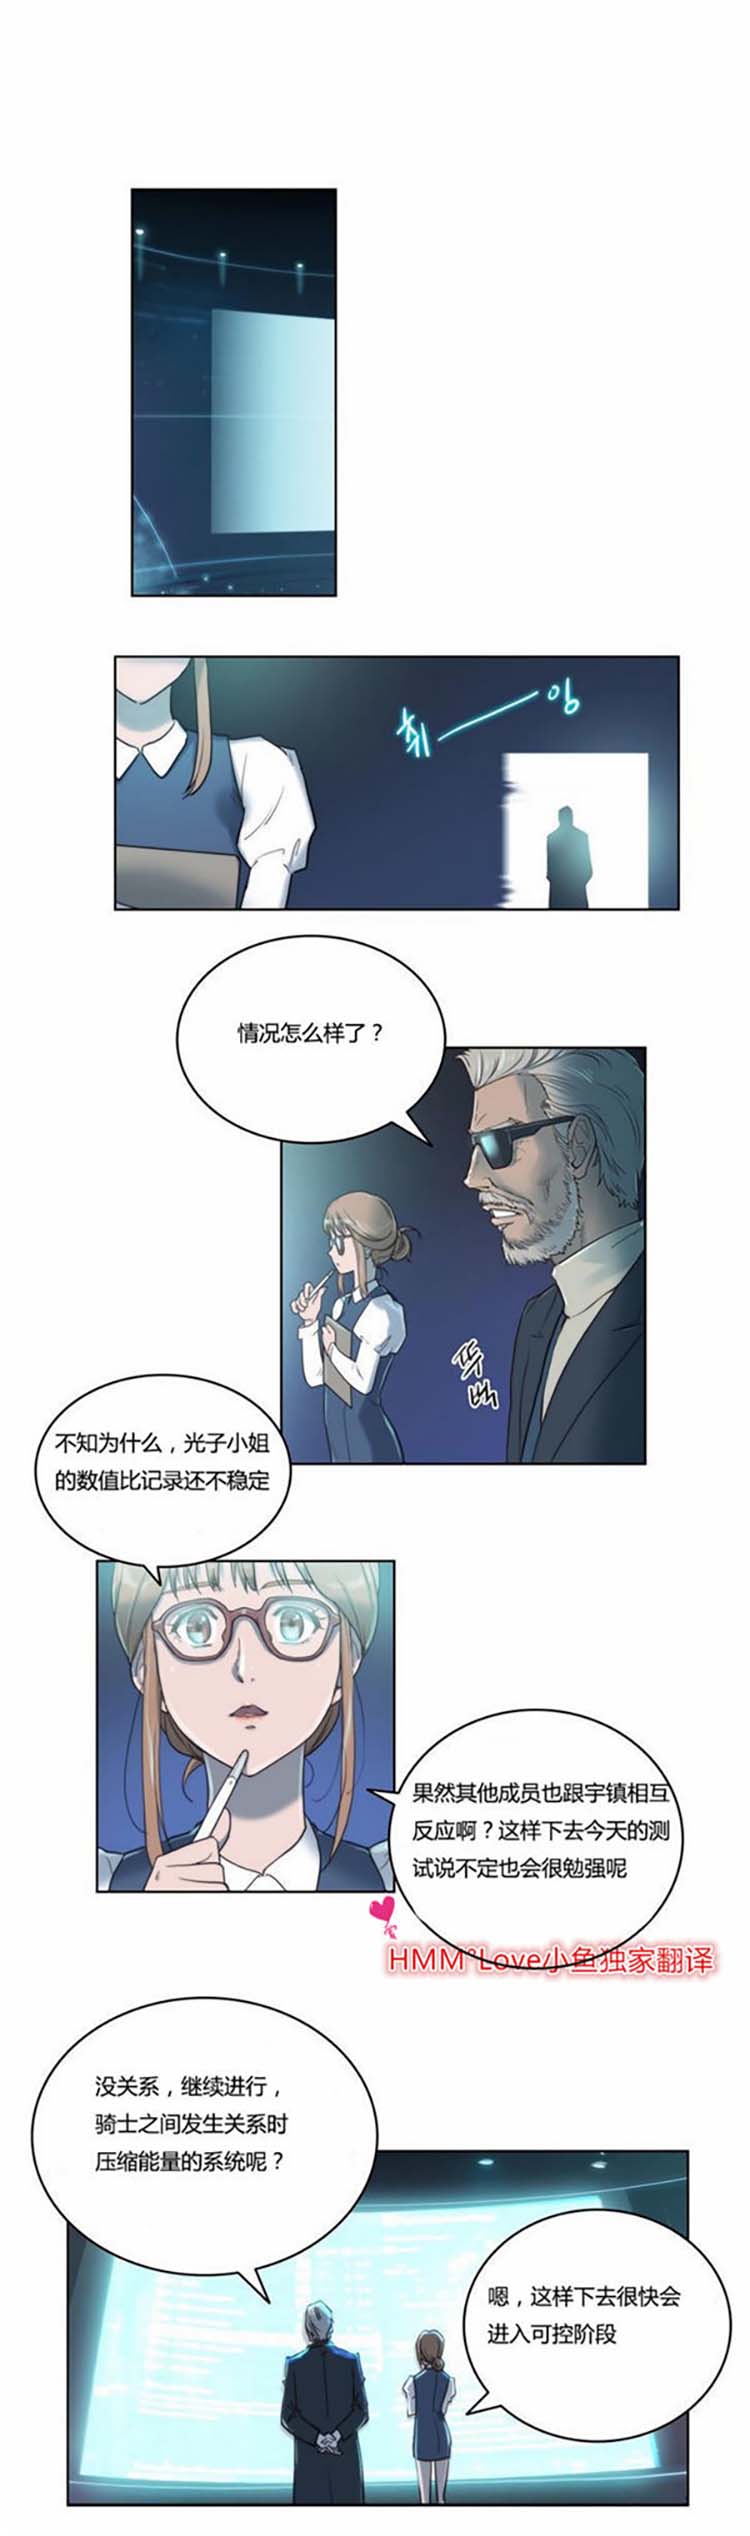 취 잉
情况怎么样了？
뚜벅
不知为什么，光子小姐
的数值比记录还不稳定
果然其他成员也跟宇镇相互
反应啊？这样下去今天的测
试说不定也会很勉强呢
HMM°Love小鱼独家翻译
没关系，继续进行，
骑士之间发生关系时
压缩能量的系统呢？
嗯，这样下去很快会
进入可控阶段